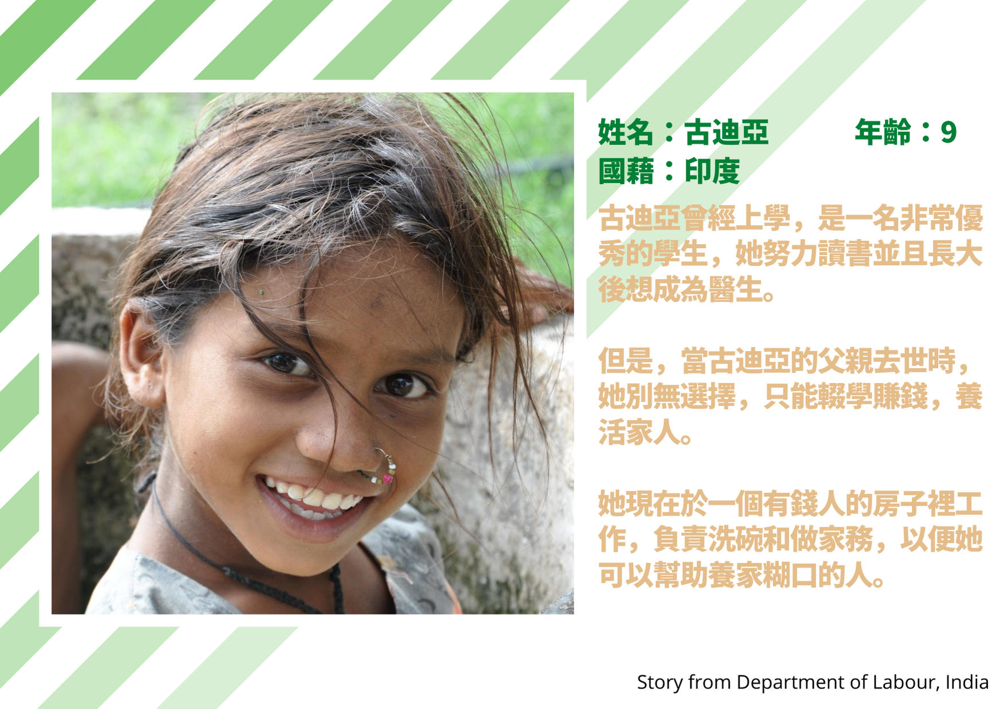 姓名：古迪亞 年齡：9
國藉：印度
古迪亞曾經上學，是一名非常優
秀的學生，她努力讀書並且長大
後想成為醫生。
但是，當古迪亞的父親去世時，
她別無選擇，只能輟學賺錢，養
活家人。
她現在於一個有錢人的房子裡工
作，負責洗碗和做家務，以便她
可以幫助養家糊口的人。
Story from Department of Labour, India